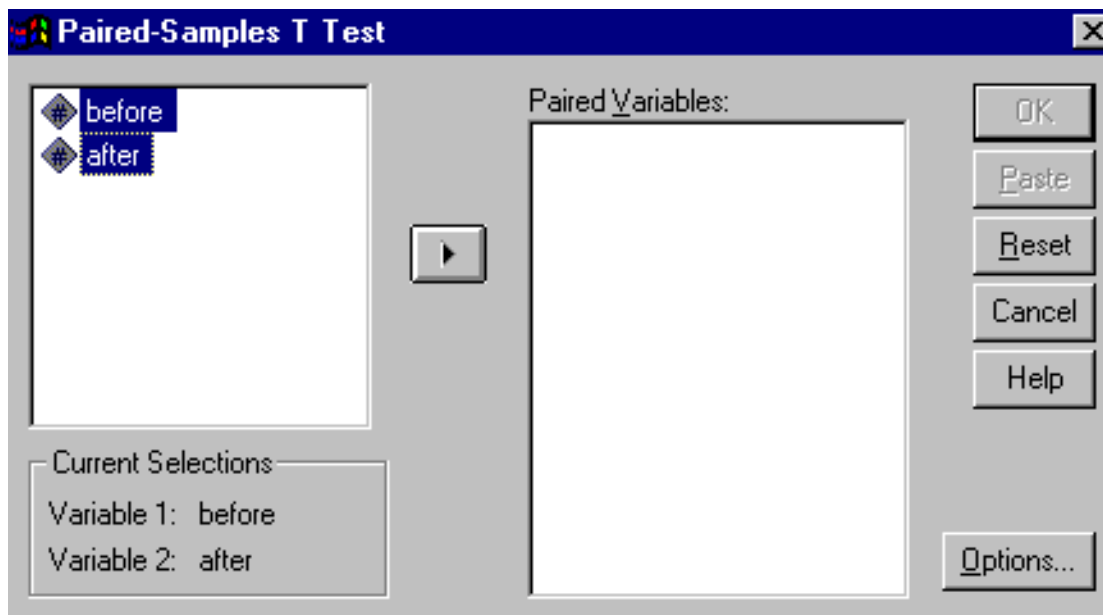 Paired-Samples T Test
# before
# after
Paired Variables:
OK
Paste
Reset
Cancel
Help
Options...
Current Selections
Variable 1: before
Variable 2: after